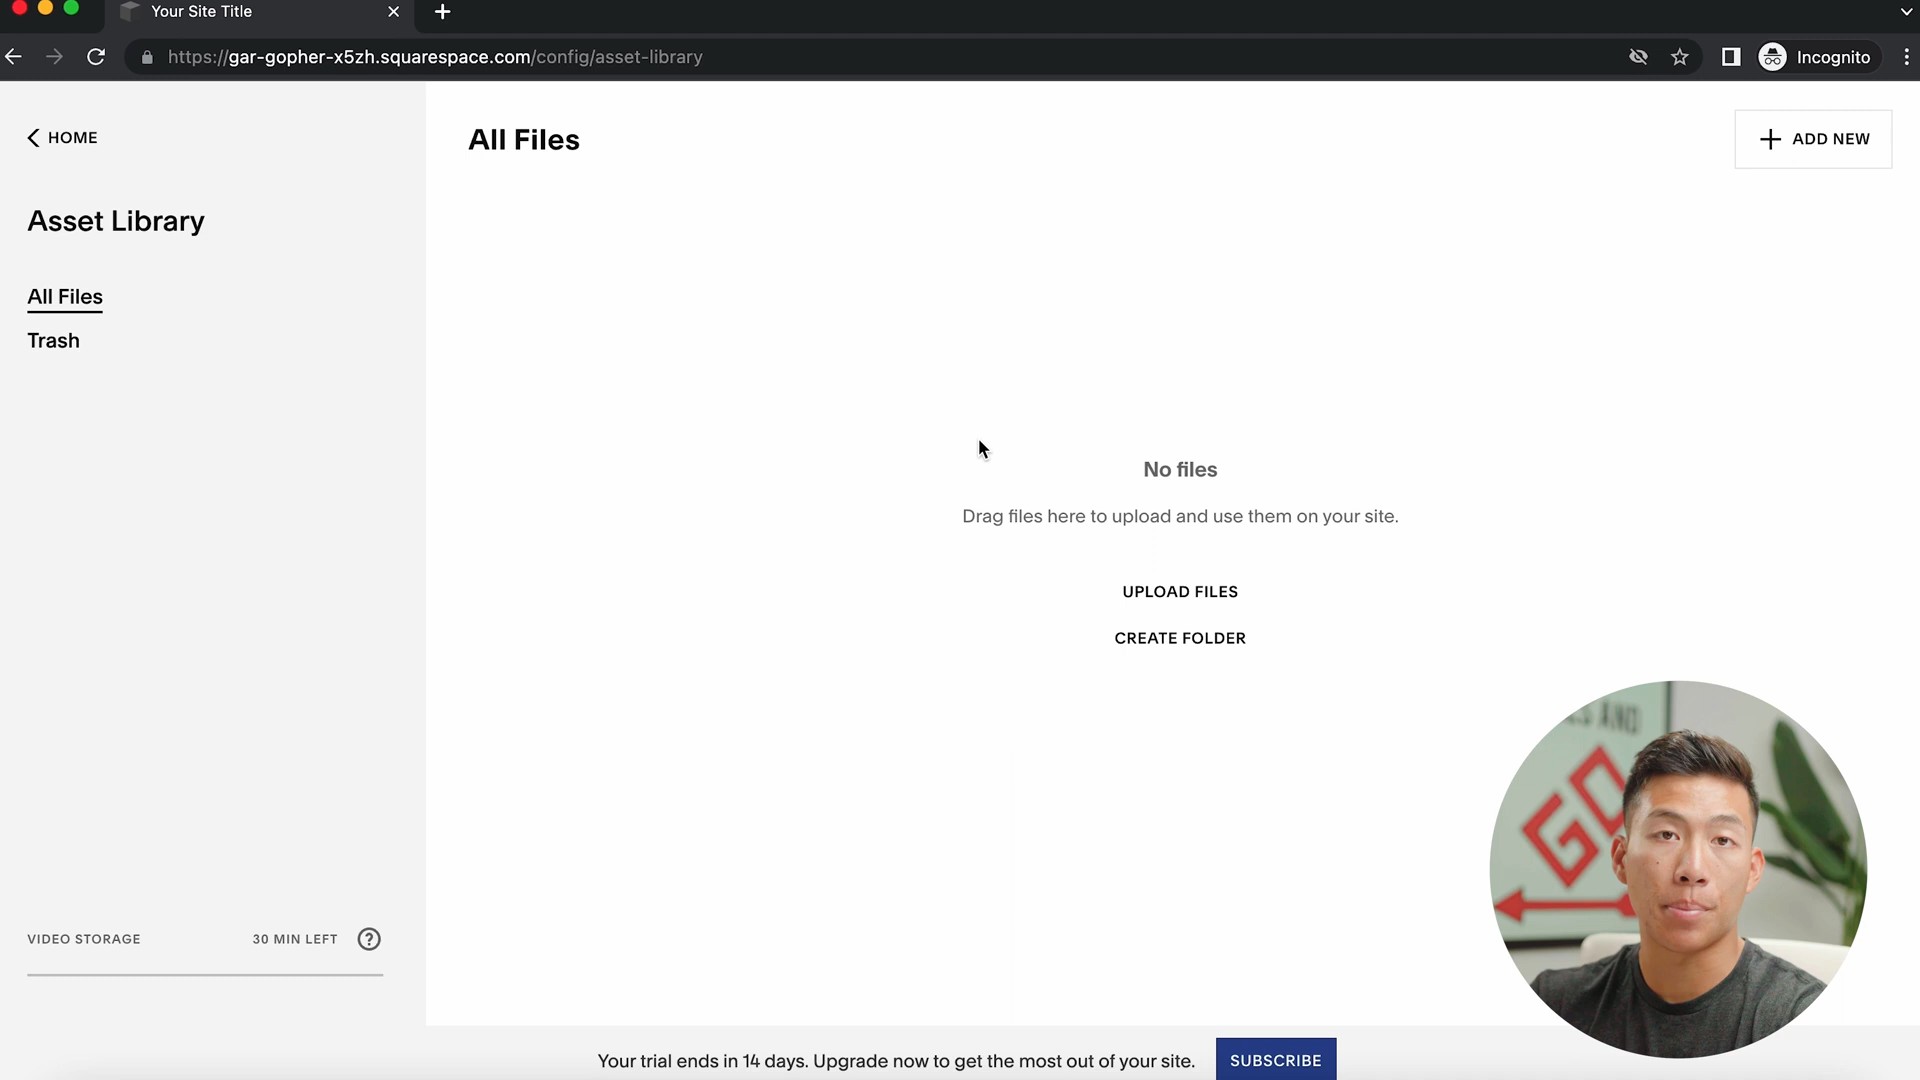 Your Site Title
https://gar-gopher-x5zh.squarespace.com/config/asset-library
Incognito
HOME
All Files
ADD NEW
Asset Library
All Files
Trash
No files
Drag files here to upload and use them on your site.
UPLOAD FILES
CREATE FOLDER
AND
GO
VIDEO STORAGE
30 MIN LEFT
?
Your trial ends in 14 days. Upgrade now to get the most out of your site.
SUBSCRIBE